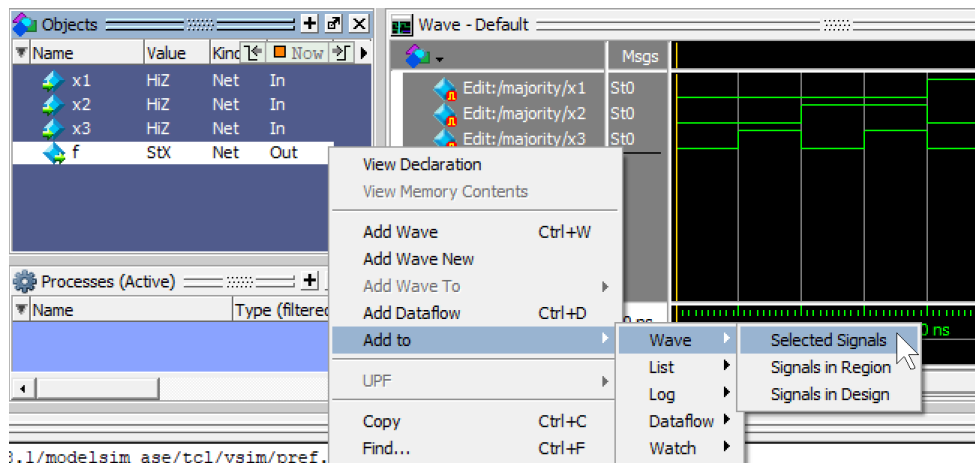 Objects
Name Value Kind Now
x1 HiZ Net In
x2 HiZ Net In
x3 HiZ Net In
f StX Net Out
Processes (Active)
Name Type (filtered
Wave - Default
Msgs
Edit:/majority/x1 St0
Edit:/majority/x2 St0
Edit:/majority/x3 St0
View Declaration
View Memory Contents
Add Wave Ctrl+W
Add Wave New
Add Wave To
Add Dataflow Ctrl+D
Add to
UPF
Copy Ctrl+C
Find... Ctrl+F
Wave
List
Log
Dataflow
Watch
Selected Signals
Signals in Region
Signals in Design
ns
3.1/modelsim_ase/tcl/vsim/pref.